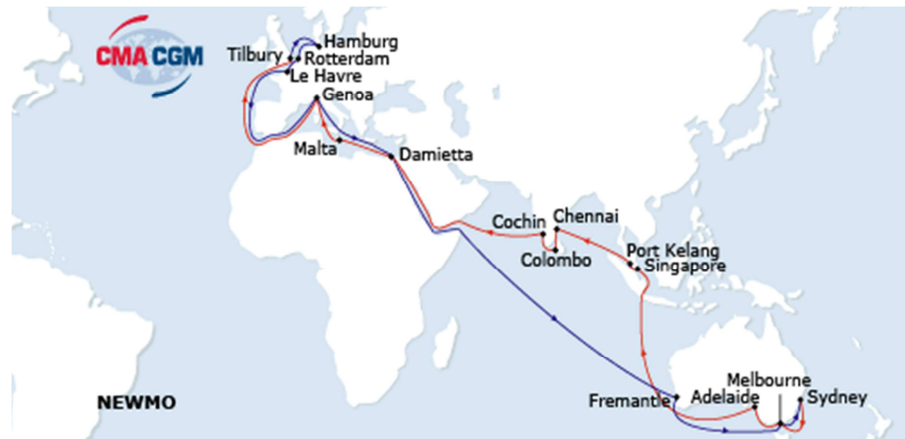 CMA CGM
Hamburg
Tilbury
Rotterdam
Le Havre
Genoa
Malta
Damietta
Cochin
Chennai
Colombo
Port Kelang
Singapore
Melbourne
Fremantle
Adelaide
Sydney
NEWMO